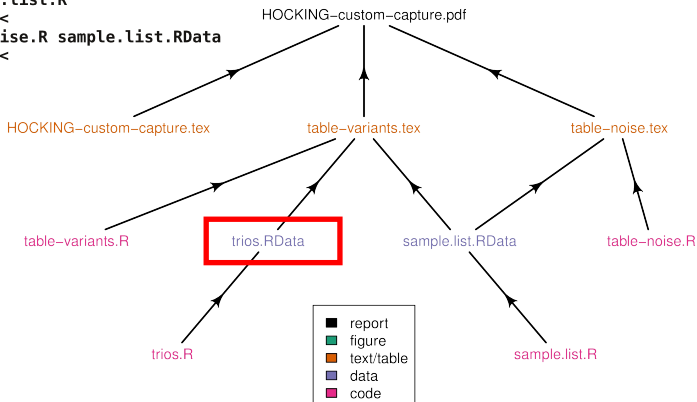 .list.R
<
ise.R sample.list.RData
<
HOCKING-custom-capture.pdf
HOCKING-custom-capture.tex
table-variants.tex
table-noise.tex
table-variants.R
trios.RData
sample.list.RData
table-noise.R
trios.R
sample.list.R
report
figure
text/table
data
code